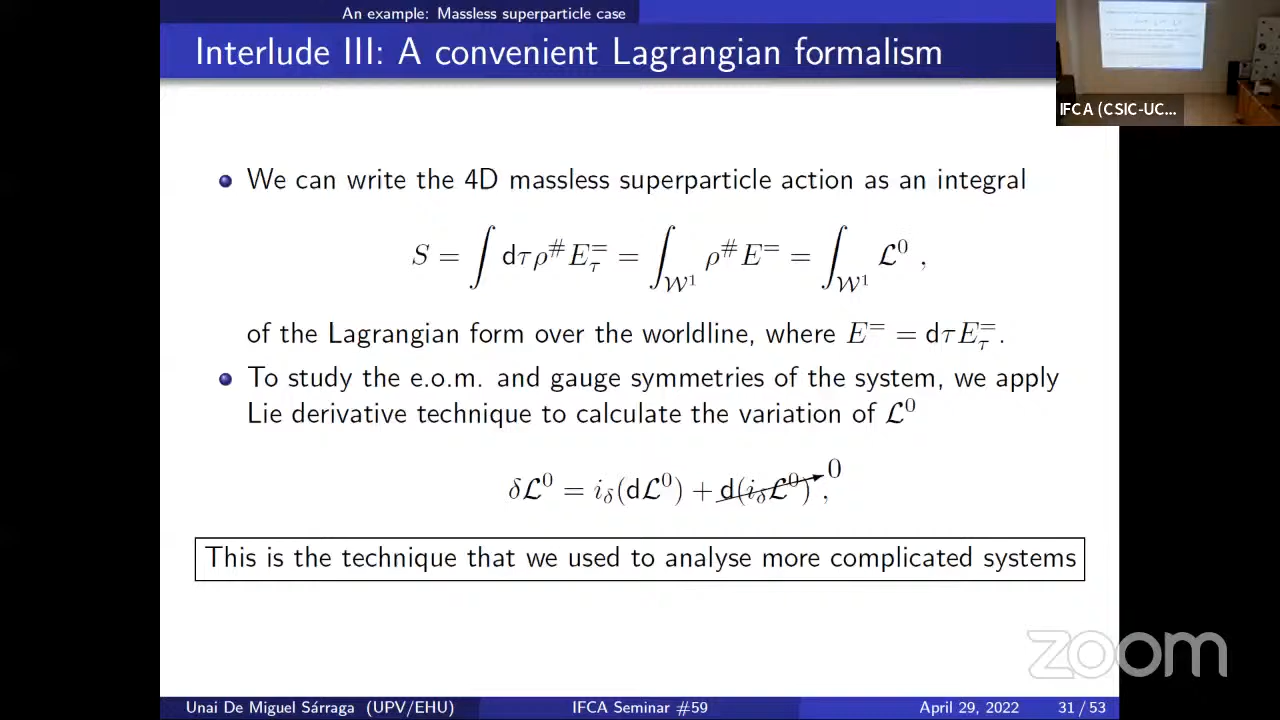 An example: Massless superparticle case
Interlude III: A convenient Lagrangian formalism
IFCA (CSIC-UC...
We can write the 4D massless superparticle action as an integral
S = ∫ dτρ^# E_τ^= = ∫_{𝒲^1} ρ^# E^= = ∫_{𝒲^1} ℒ^0 ,
of the Lagrangian form over the worldline, where E^= = dτE_τ^=.
To study the e.o.m. and gauge symmetries of the system, we apply
Lie derivative technique to calculate the variation of ℒ^0
δℒ^0 = i_δ(dℒ^0) + d(i_δℒ^0) 0 ,
This is the technique that we used to analyse more complicated systems
zoom
Unai De Miguel Sárraga (UPV/EHU) IFCA Seminar #59 April 29, 2022 31 / 53